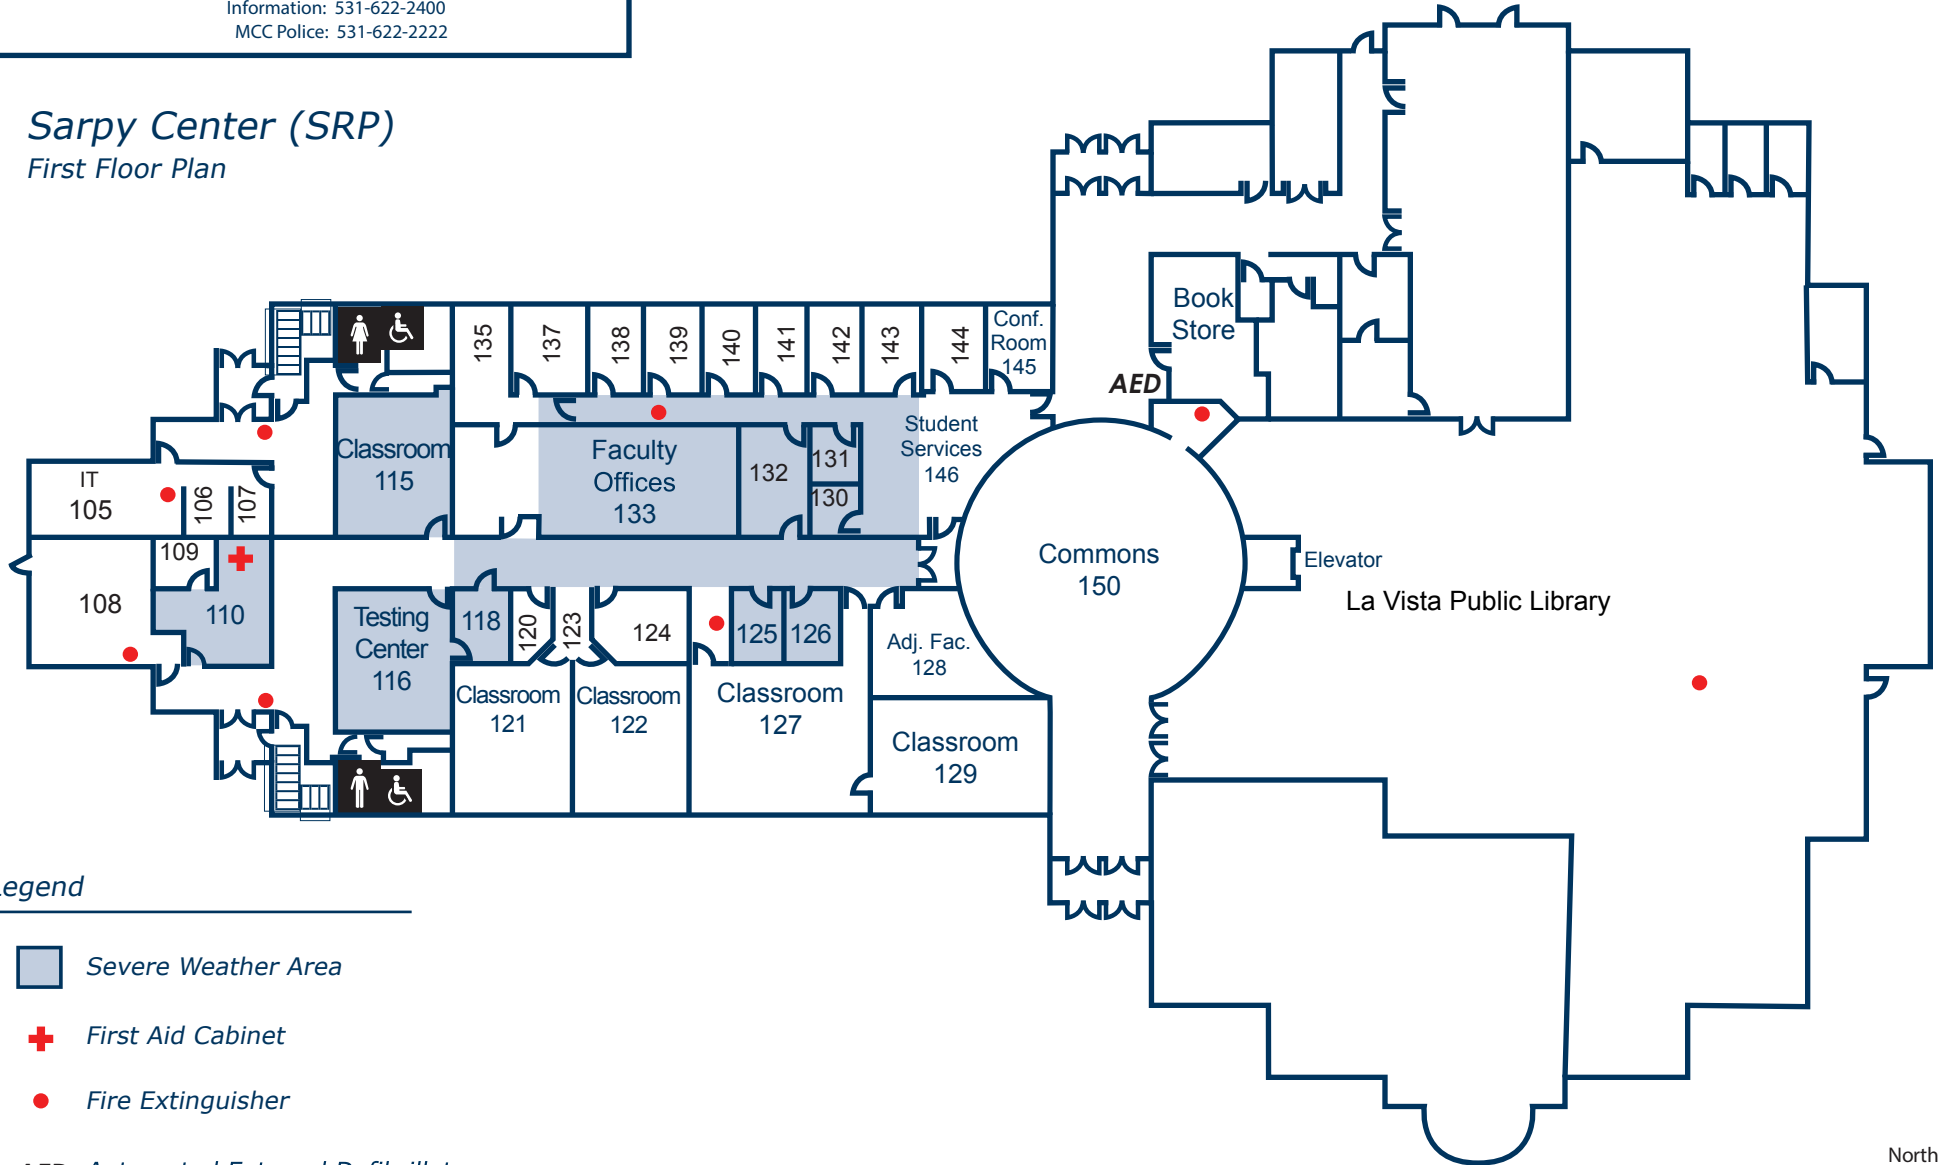 Information: 531-622-2400
MCC Police: 531-622-2222
Sarpy Center (SRP)
First Floor Plan
Book
Store
AED
135
137
138
139
140
141
142
143
144
Conf.
Room
145
Student
Services
146
Classroom
115
Faculty
Offices
133
132
131
130
IT
105
106
107
109
108
110
Testing
Center
116
118
120
123
124
125
126
Adj. Fac.
128
Classroom
121
Classroom
122
Classroom
127
Classroom
129
Commons
150
Elevator
La Vista Public Library
Legend
Severe Weather Area
First Aid Cabinet
Fire Extinguisher
North